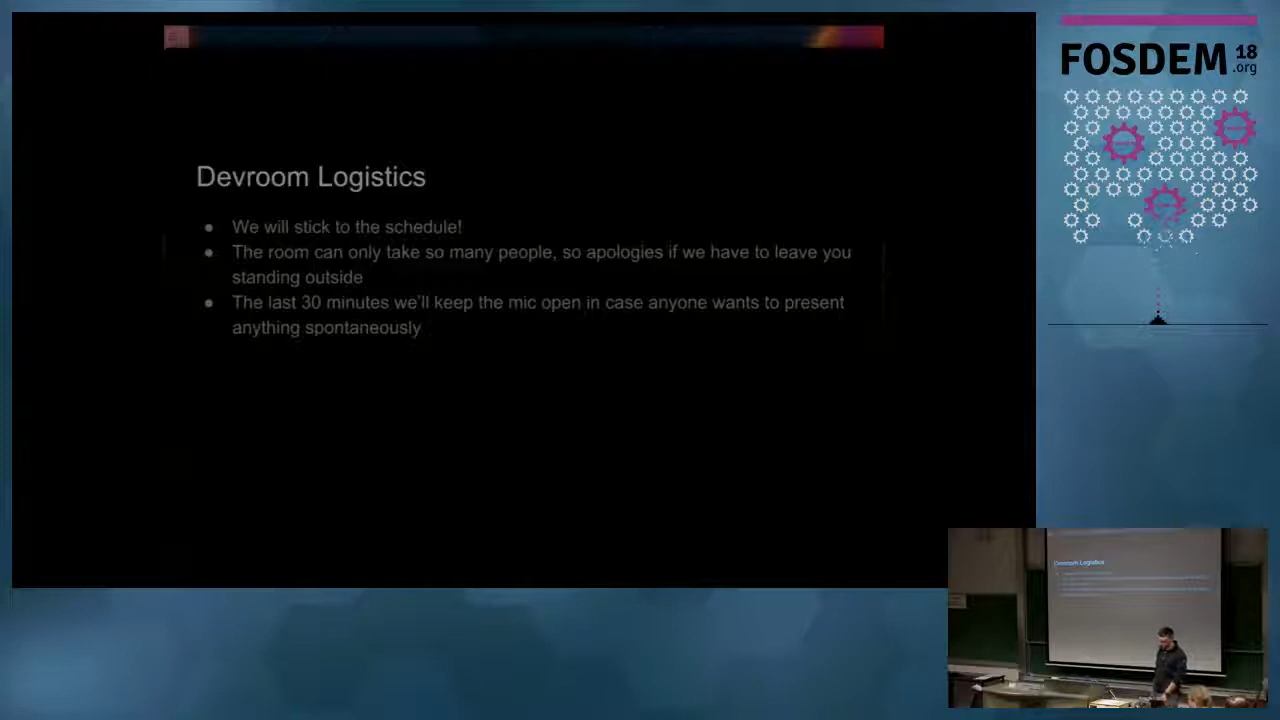 FOSDEM 18
.org
Devroom Logistics
● We will stick to the schedule!
● The room can only take so many people, so apologies if we have to leave you
standing outside
● The last 30 minutes we'll keep the mic open in case anyone wants to present
anything spontaneously
Devroom Logistics